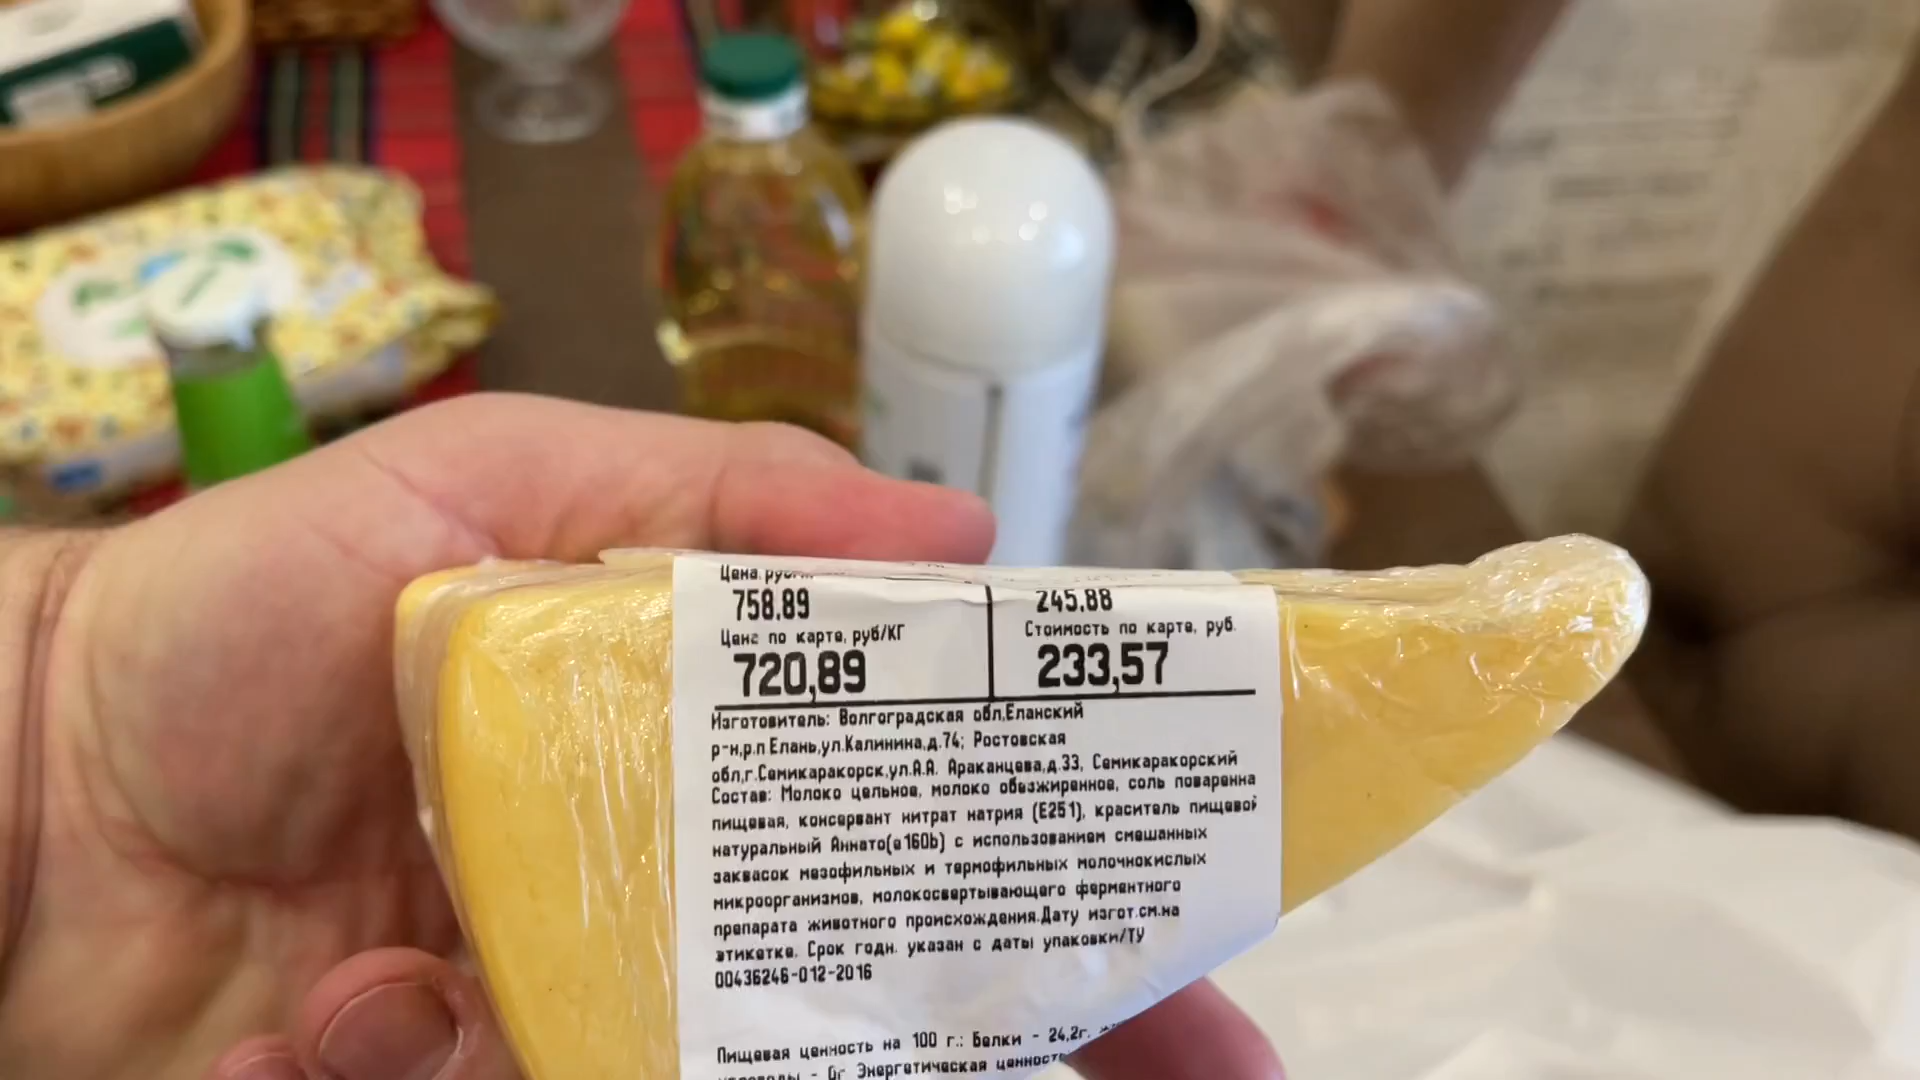 Цена
758.89
245.88
Цена по карте, руб/КГ
Стоимость по карте, руб.
720,89
233,57
Изготовитель: Волгоградская обл,Еланский
р-н,р.п Елань,ул.Калинина,д.74; Ростовская
обл,г.Семикаракорск,ул.А.А. Араканцева,д.33, Семикаракорский
Состав: Молоко цельное, молоко обезжиренное, соль поваренна
пищевая, консервант нитрат натрия (Е251), краситель пищевой
натуральный Аннато(е160b) с использованием смешанных
заквасок мезофильных и термофильных молочнокислых
микроорганизмов, молокосвертывающего ферментного
препарата животного происхождения.Дату изгот.см.на
этикетке. Срок годн. указан с даты упаковки/ТУ
00436246-012-2016
Пищевая ценность на 100 г.: Белки - 24,2г.
- 0г Энергетическая ценность